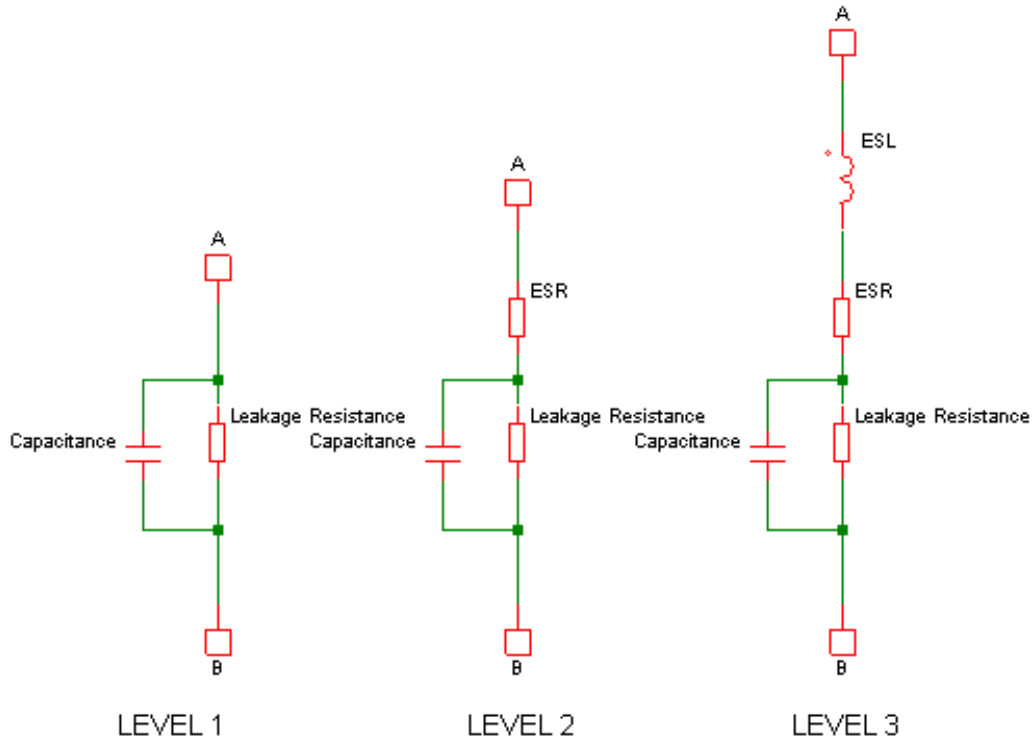 A
ESL
A
A
ESR
ESR
Capacitance
Leakage Resistance
Capacitance
Leakage Resistance
Capacitance
Leakage Resistance
B
B
B
LEVEL 1
LEVEL 2
LEVEL 3